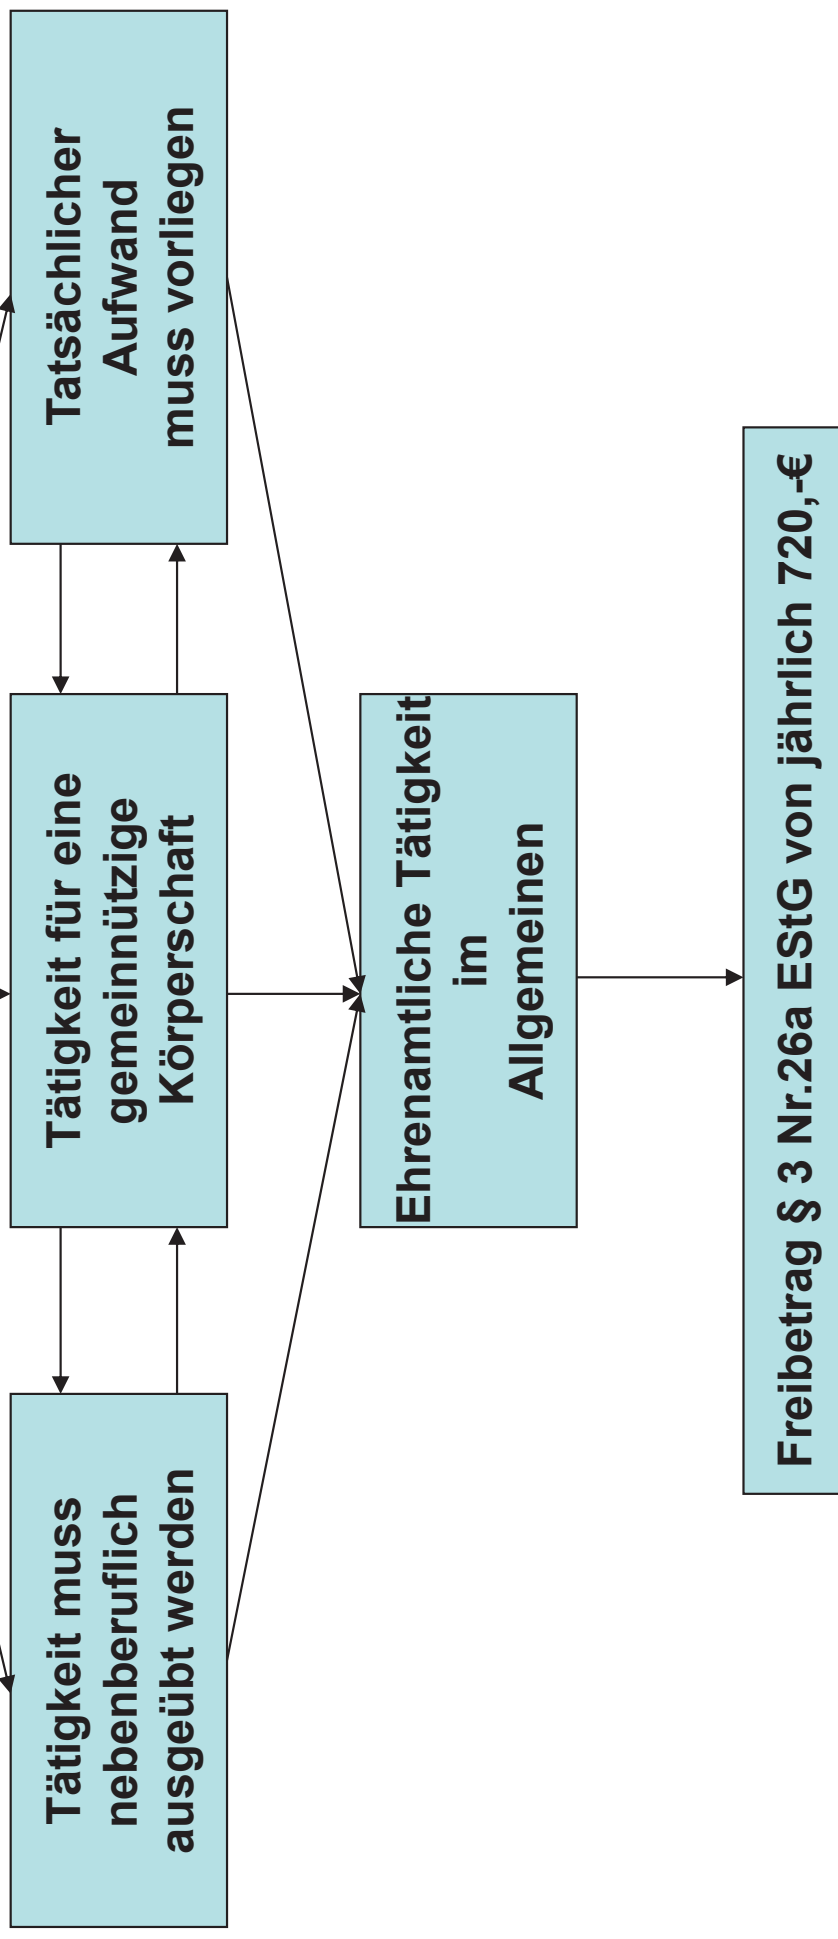 Tätigkeit muss
nebenberuflich
ausgeübt werden
Tätigkeit für eine
gemeinnützige
Körperschaft
Tatsächlicher
Aufwand
muss vorliegen
Ehrenamtliche Tätigkeit
im
Allgemeinen
Freibetrag § 3 Nr.26a EStG von jährlich 720,-€